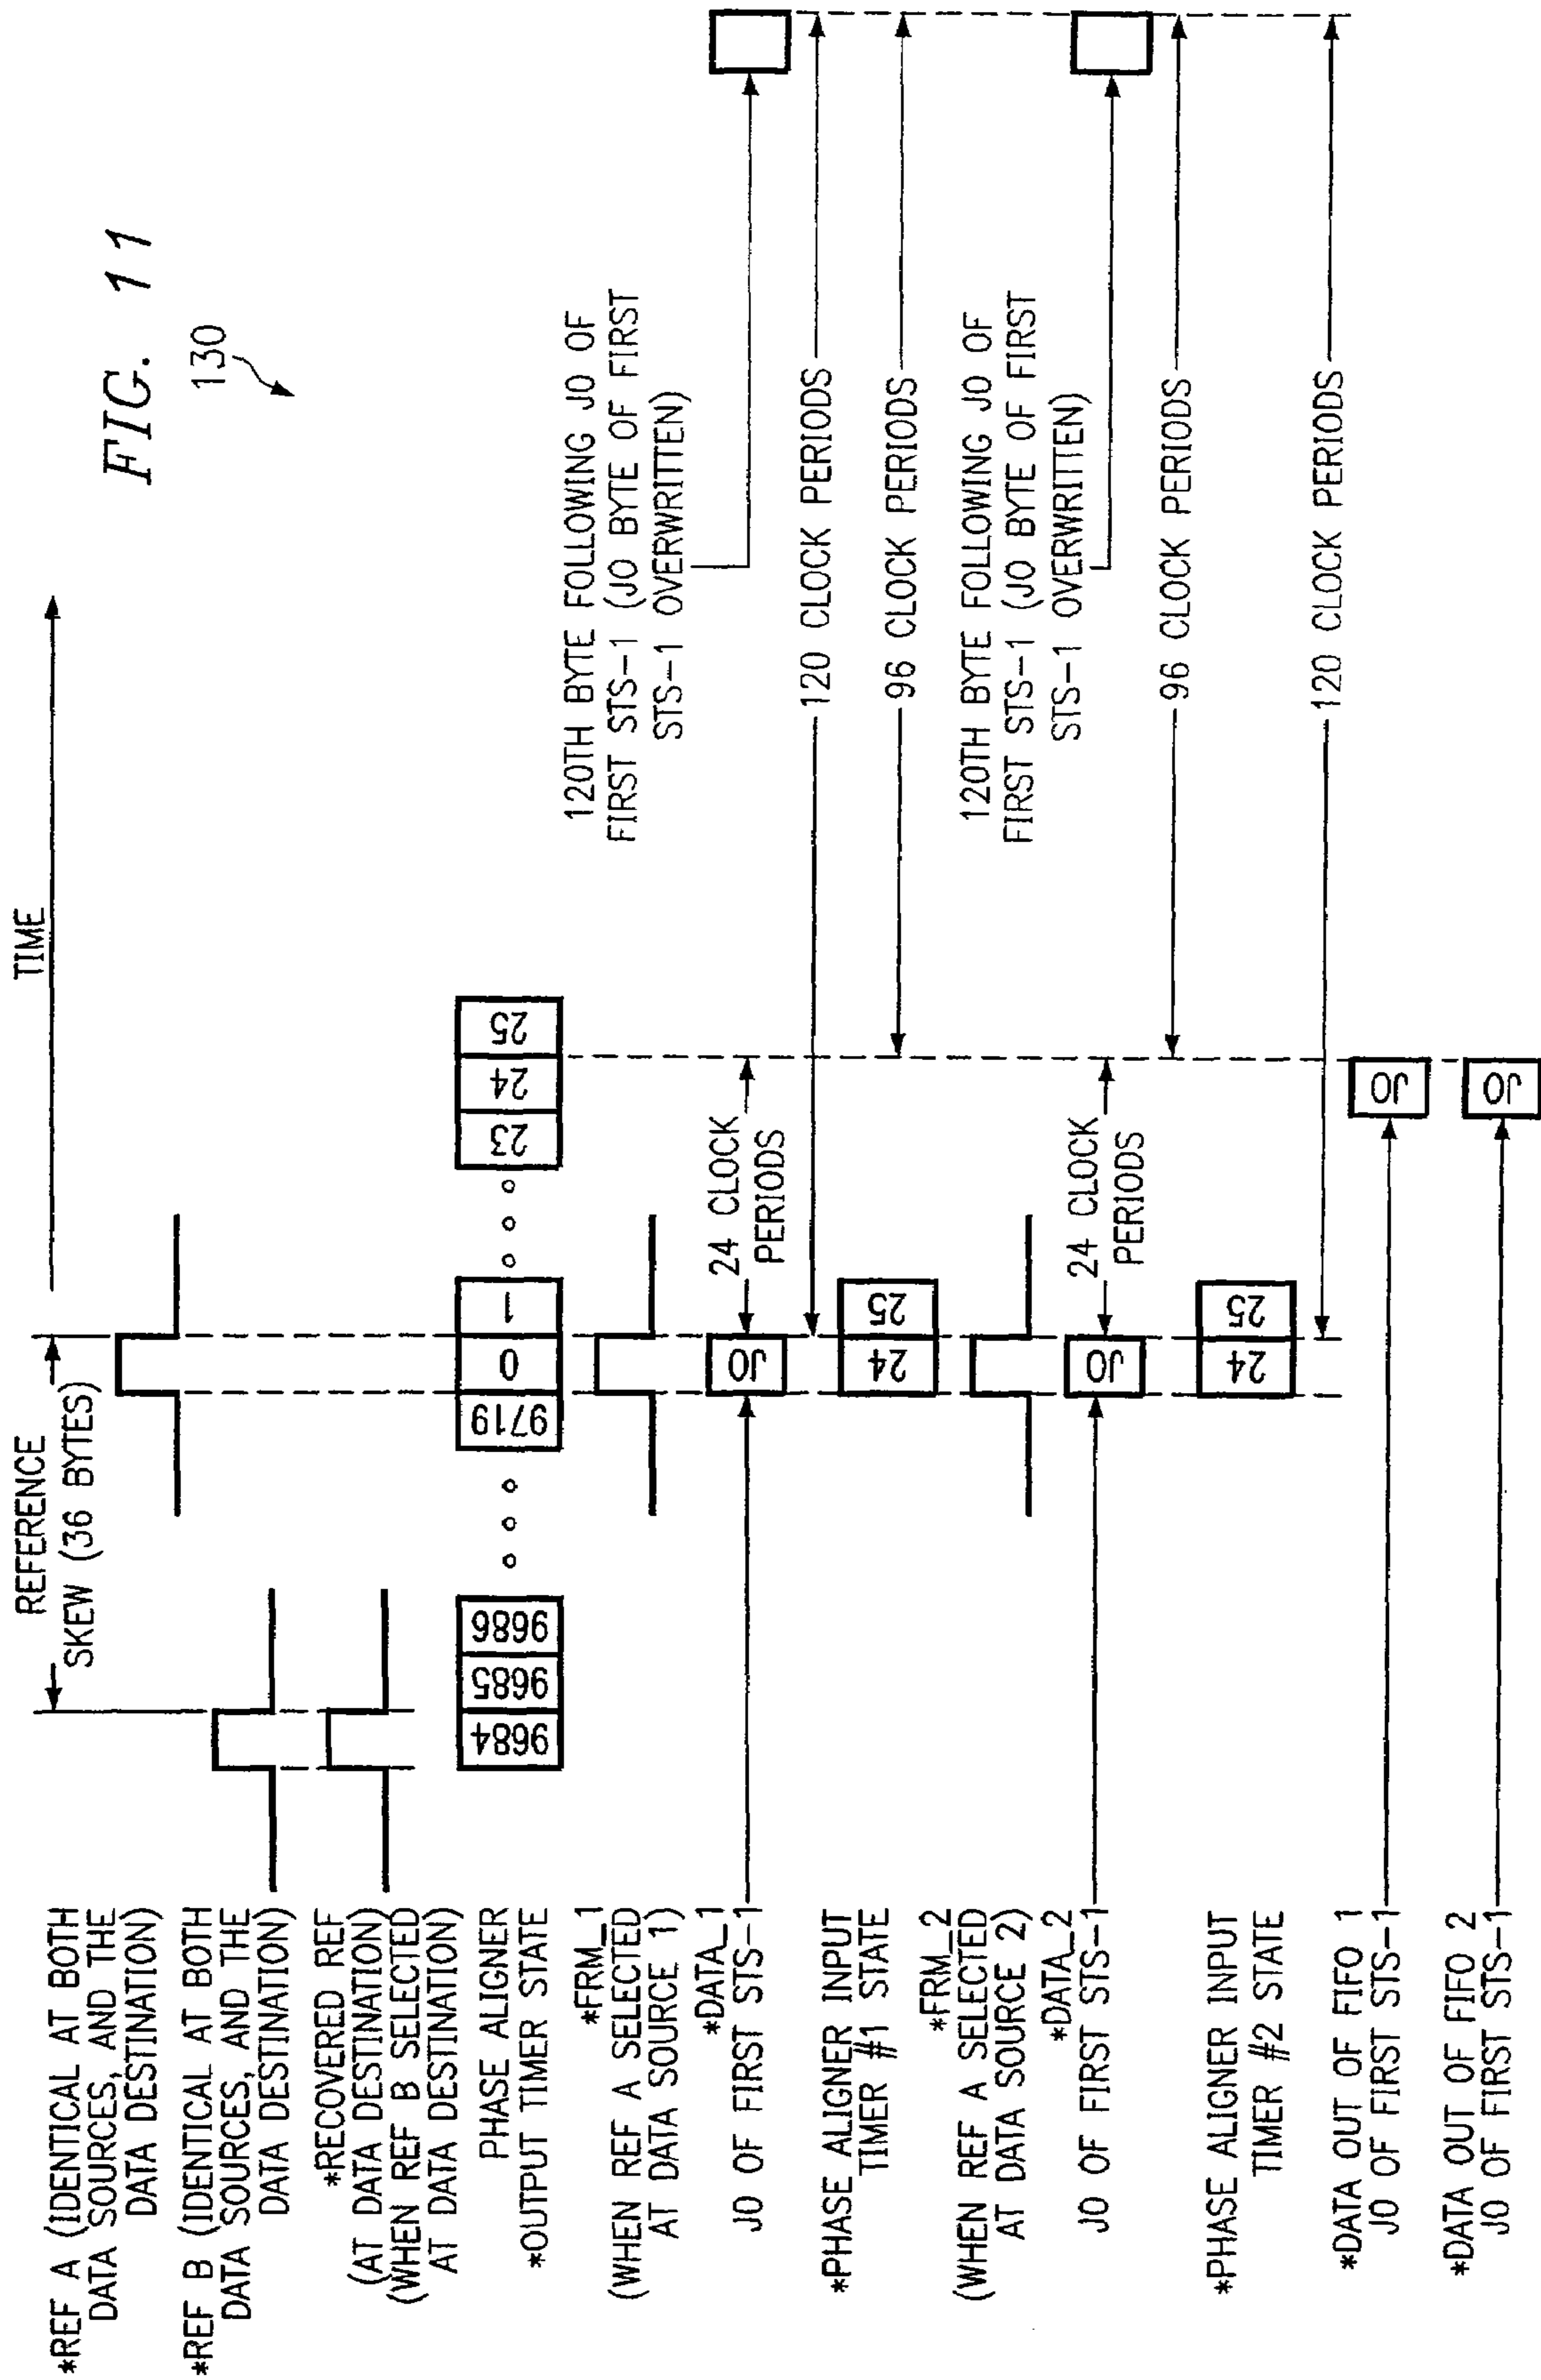 FIG. 11
130
TIME
REFERENCE
SKEW (36 BYTES)
*REF A (IDENTICAL AT BOTH
DATA SOURCES, AND THE
DATA DESTINATION)
*REF B (IDENTICAL AT BOTH
DATA SOURCES, AND THE
DATA DESTINATION)
*RECOVERED REF
(AT DATA DESTINATION)
(WHEN REF B SELECTED
AT DATA DESTINATION)
PHASE ALIGNER
*OUTPUT TIMER STATE
9684 9685 9686 9719 0 1 23 24 25
*FRM_1
(WHEN REF A SELECTED
AT DATA SOURCE 1)
*DATA_1
J0 OF FIRST STS-1
J0
24 CLOCK
PERIODS
120TH BYTE FOLLOWING J0 OF
FIRST STS-1 (J0 BYTE OF FIRST
STS-1 OVERWRITTEN)
120 CLOCK PERIODS
*PHASE ALIGNER INPUT
TIMER #1 STATE
24 25
96 CLOCK PERIODS
*FRM_2
(WHEN REF A SELECTED
AT DATA SOURCE 2)
*DATA_2
J0 OF FIRST STS-1
J0
24 CLOCK
PERIODS
120TH BYTE FOLLOWING J0 OF
FIRST STS-1 (J0 BYTE OF FIRST
STS-1 OVERWRITTEN)
96 CLOCK PERIODS
*PHASE ALIGNER INPUT
TIMER #2 STATE
24 25
120 CLOCK PERIODS
*DATA OUT OF FIFO 1
J0 OF FIRST STS-1
J0
*DATA OUT OF FIFO 2
J0 OF FIRST STS-1
J0